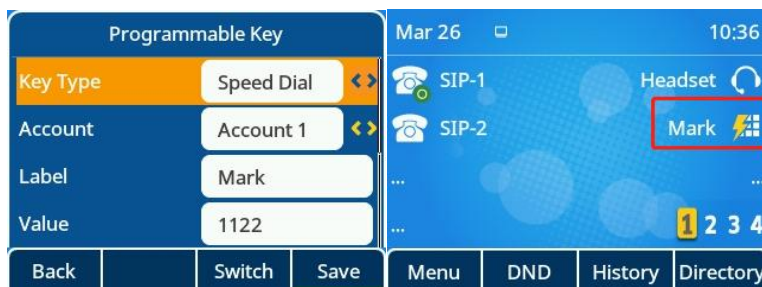 Programmable Key
Key Type Speed Dial
Account Account 1
Label Mark
Value 1122
Back Switch Save
Mar 26 10:36
SIP-1 Headset
SIP-2 Mark
... ...
... 1 2 3 4
Menu DND History Directory